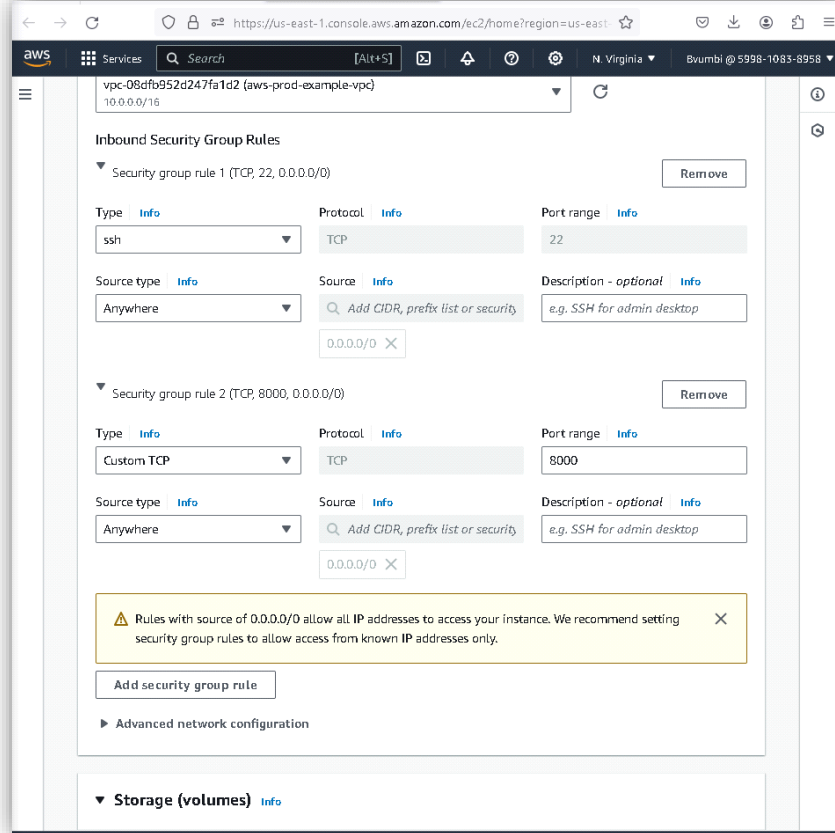 https://us-east-1.console.aws.amazon.com/ec2/home?region=us-east-
aws Services Search [Alt+S] N. Virginia Bvumbi @ 5998-1083-8958
vpc-08dfb952d247fa1d2 (aws-prod-example-vpc)
10.0.0.0/16
Inbound Security Group Rules
Security group rule 1 (TCP, 22, 0.0.0.0/0) Remove
Type Info Protocol Info Port range Info
ssh TCP 22
Source type Info Source Info Description - optional Info
Anywhere Add CIDR, prefix list or security e.g. SSH for admin desktop
0.0.0.0/0
Security group rule 2 (TCP, 8000, 0.0.0.0/0) Remove
Type Info Protocol Info Port range Info
Custom TCP TCP 8000
Source type Info Source Info Description - optional Info
Anywhere Add CIDR, prefix list or security e.g. SSH for admin desktop
0.0.0.0/0
Rules with source of 0.0.0.0/0 allow all IP addresses to access your instance. We recommend setting
security group rules to allow access from known IP addresses only.
Add security group rule
Advanced network configuration
Storage (volumes) Info